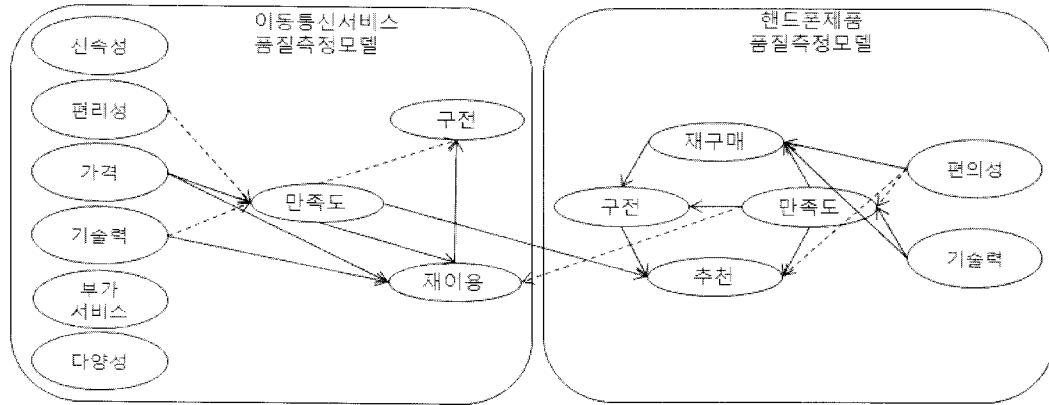 이동통신서비스
품질측정모델
신속성
편리성
가격
기술력
부가
서비스
다양성
만족도
구전
재이용
핸드폰제품
품질측정모델
재구매
구전
만족도
추천
편의성
기술력